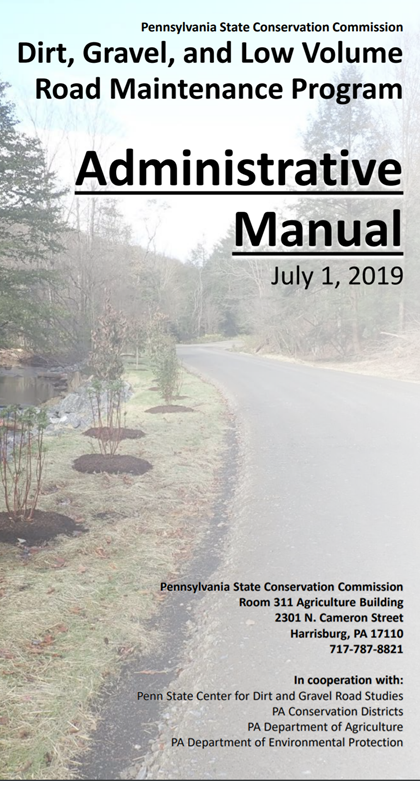 Pennsylvania State Conservation Commission
Dirt, Gravel, and Low Volume
Road Maintenance Program
Administrative
Manual
July 1, 2019
Pennsylvania State Conservation Commission
Room 311 Agriculture Building
2301 N. Cameron Street
Harrisburg, PA 17110
717-787-8821
In cooperation with:
Penn State Center for Dirt and Gravel Road Studies
PA Conservation Districts
PA Department of Agriculture
PA Department of Environmental Protection